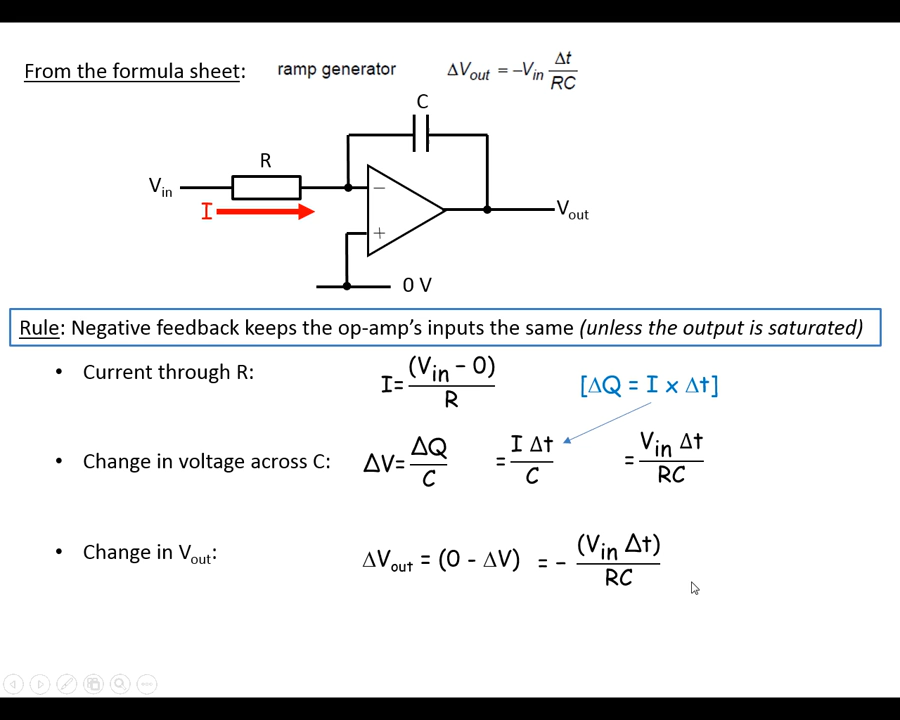 From the formula sheet: ramp generator ΔVout = –Vin Δt/RC
C
R
Vin
I
−
+
Vout
0 V
Rule: Negative feedback keeps the op-amp's inputs the same (unless the output is saturated)
• Current through R: I = (Vin - 0)/R [ΔQ = I x Δt]
• Change in voltage across C: ΔV = ΔQ/C = I Δt/C = Vin Δt/RC
• Change in Vout: ΔVout = (0 - ΔV) = - (Vin Δt)/RC